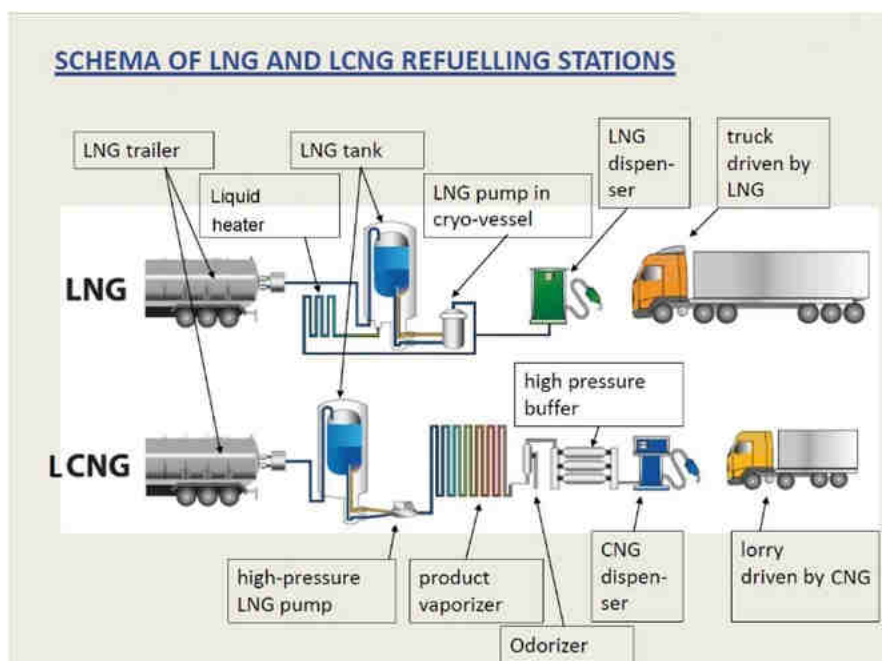 SCHEMA OF LNG AND LCNG REFUELLING STATIONS
LNG trailer
LNG tank
Liquid
heater
LNG pump in
cryo-vessel
LNG
dispen-
ser
truck
driven by
LNG
LNG
high pressure
buffer
LCNG
high-pressure
LNG pump
product
vaporizer
Odorizer
CNG
dispen-
ser
lorry
driven by CNG